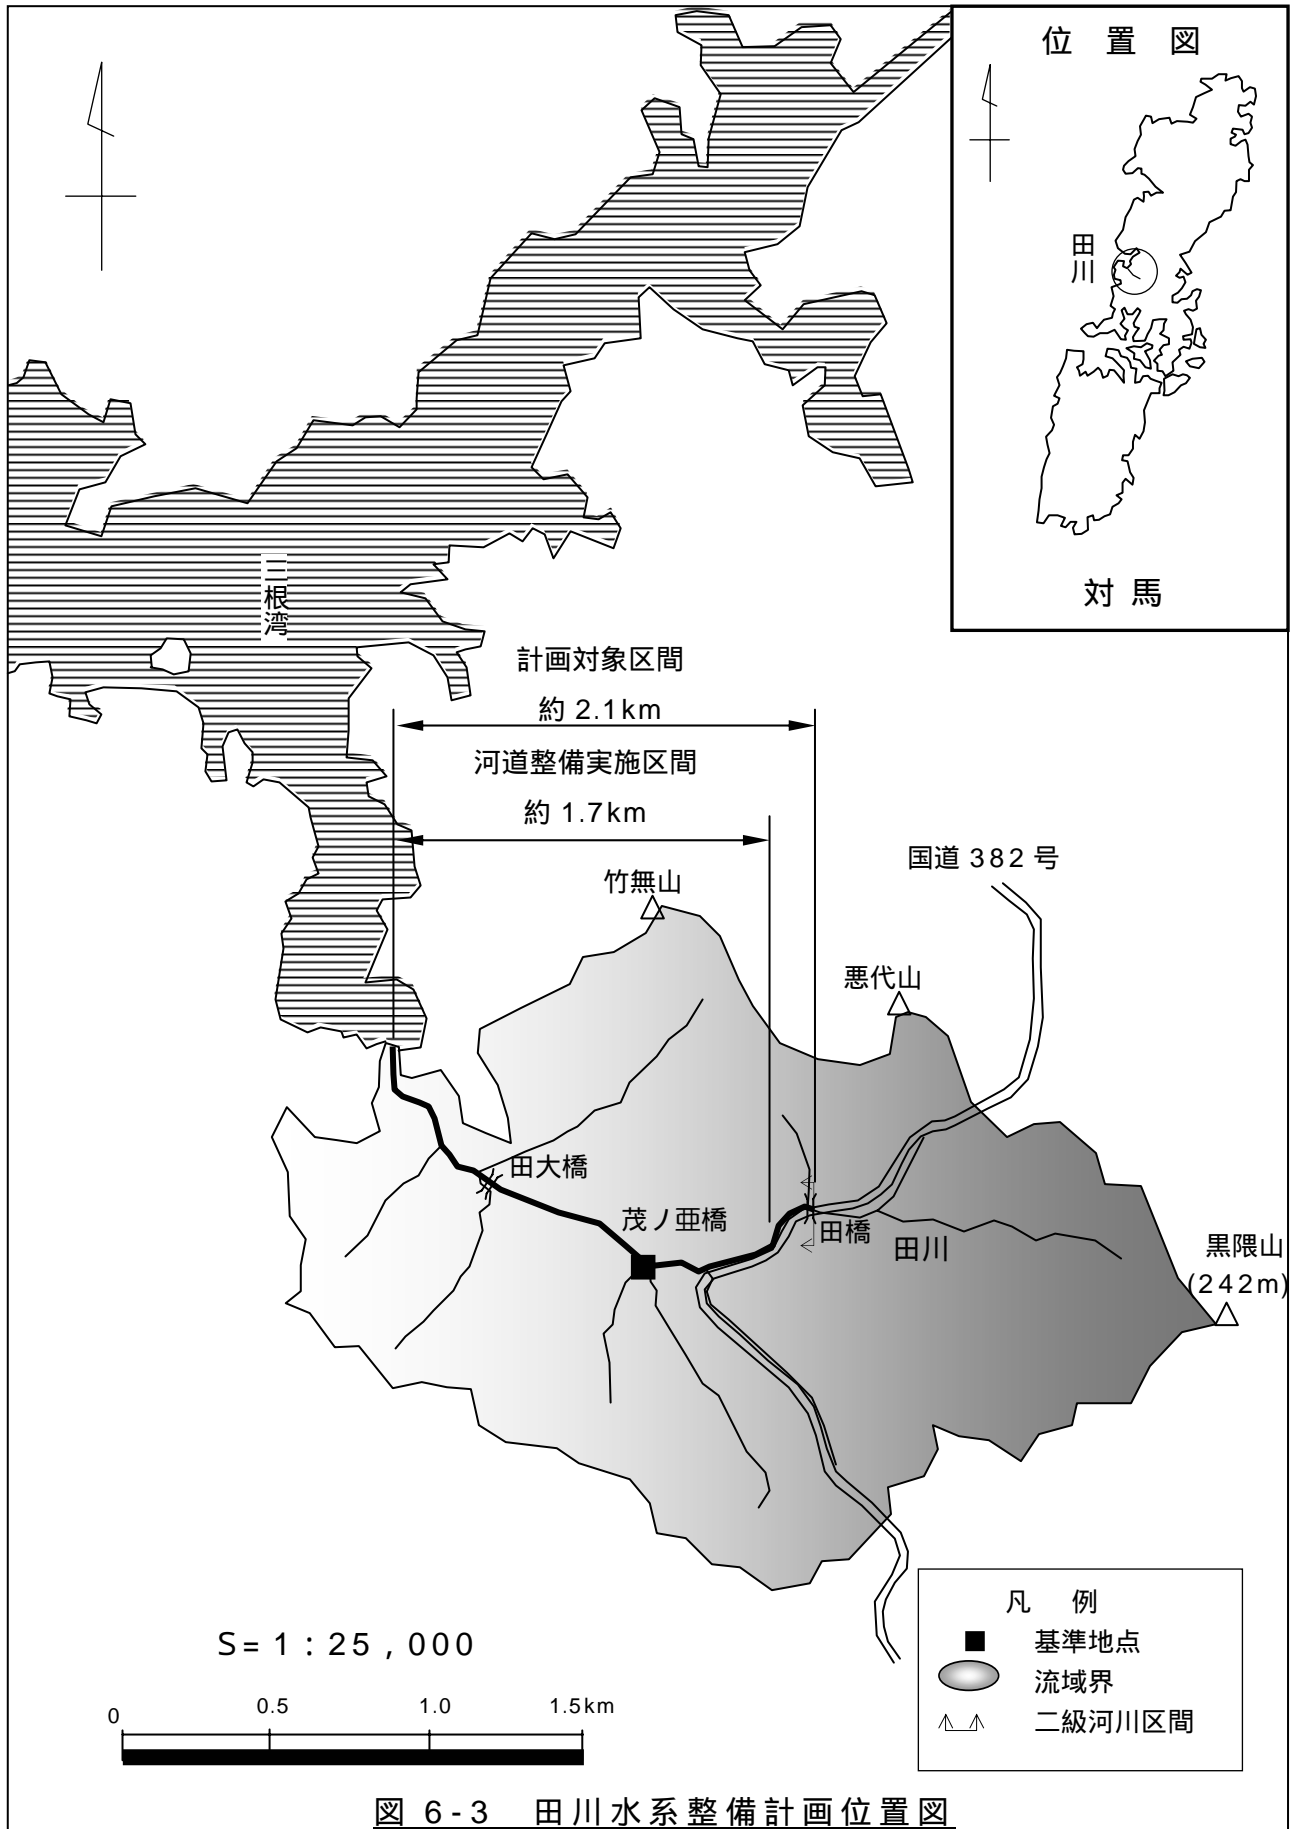 位置図
田川
対馬
三根湾
計画対象区間
約 2.1km
河道整備実施区間
約 1.7km
国道 382 号
竹無山
悪代山
田大橋
茂ノ亜橋
田橋
田川
黒隈山
(242m)
S=1:25,000
0 0.5 1.0 1.5km
凡 例
基準地点
流域界
二級河川区間
図 6-3 田川水系整備計画位置図